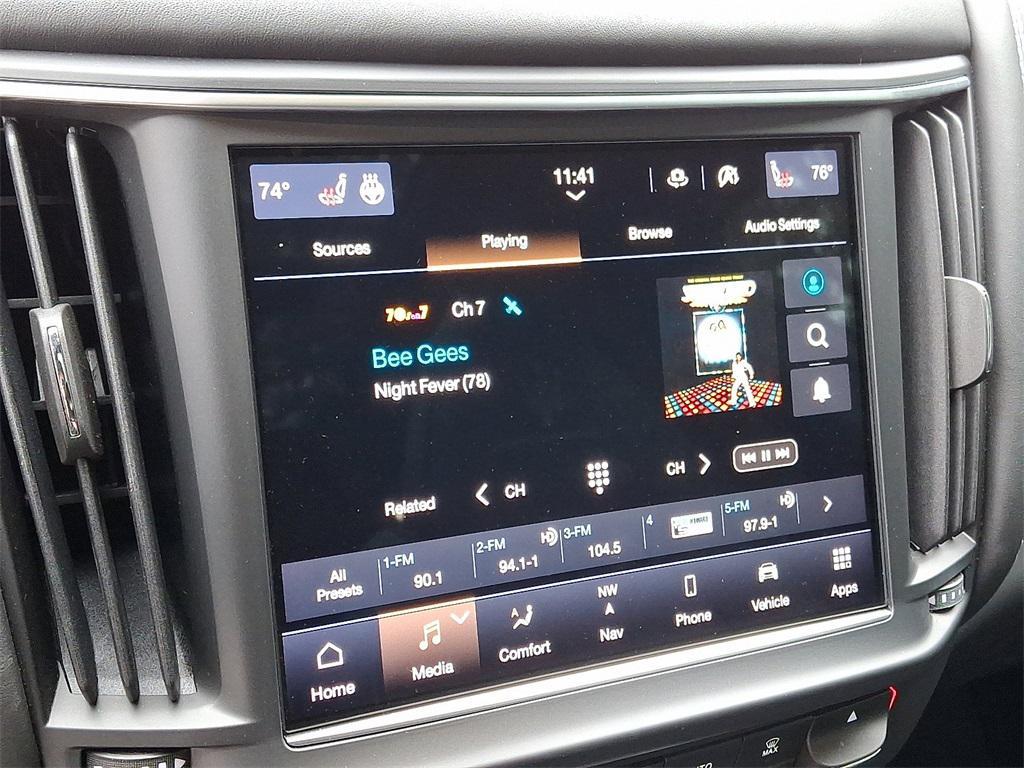 74°
11:41
76°
Sources
Playing
Browse
Audio Settings
70s on 7
Ch 7
Bee Gees
Night Fever (78)
Related
CH
CH
All Presets
1-FM
90.1
2-FM
94.1-1
3-FM
104.5
4
5-FM
97.9-1
Home
Media
A
Comfort
NW
Nav
Phone
Vehicle
Apps
MAX